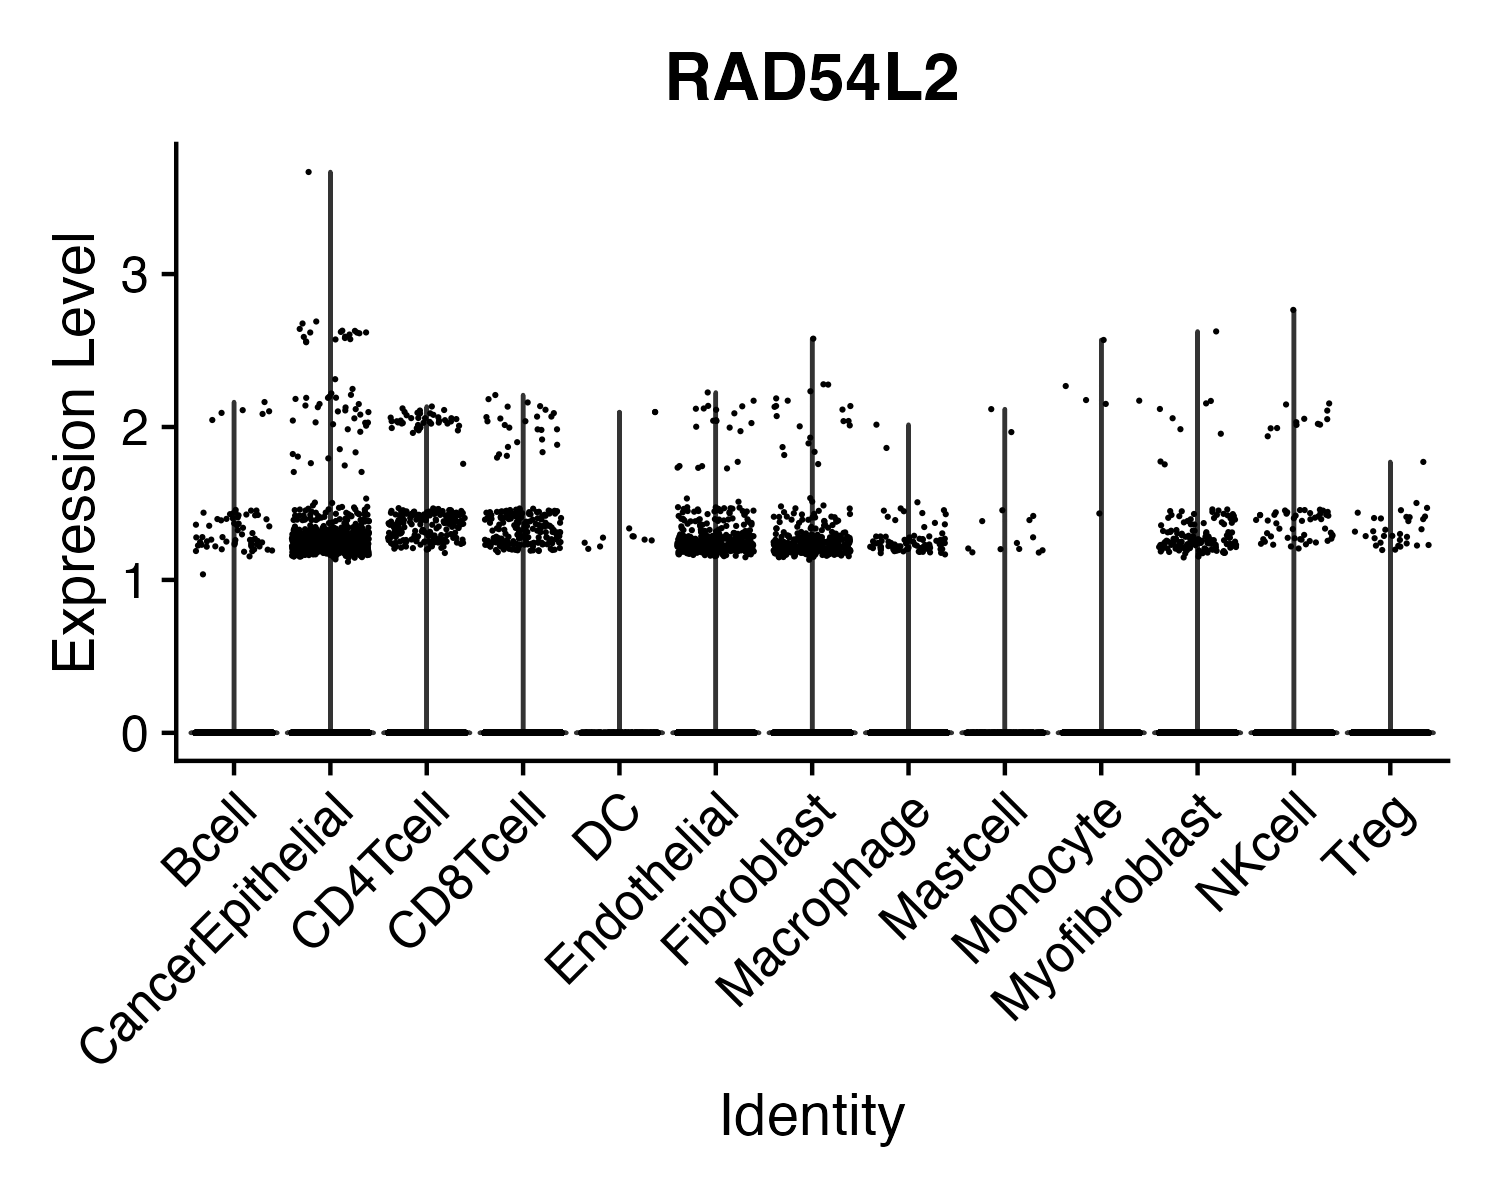 RAD54L2
Expression Level
3
2
1
0
Bcell
CancerEpithelial
CD4Tcell
CD8Tcell
DC
Endothelial
Fibroblast
Macrophage
Mastcell
Monocyte
Myofibroblast
NKcell
Treg
Identity